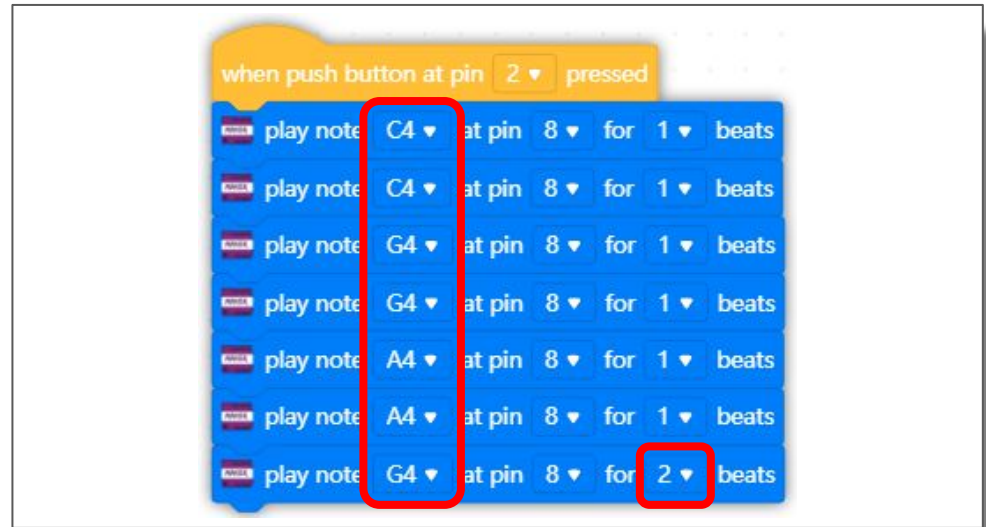 when push button at pin 2 pressed
play note C4 at pin 8 for 1 beats
play note C4 at pin 8 for 1 beats
play note G4 at pin 8 for 1 beats
play note G4 at pin 8 for 1 beats
play note A4 at pin 8 for 1 beats
play note A4 at pin 8 for 1 beats
play note G4 at pin 8 for 2 beats